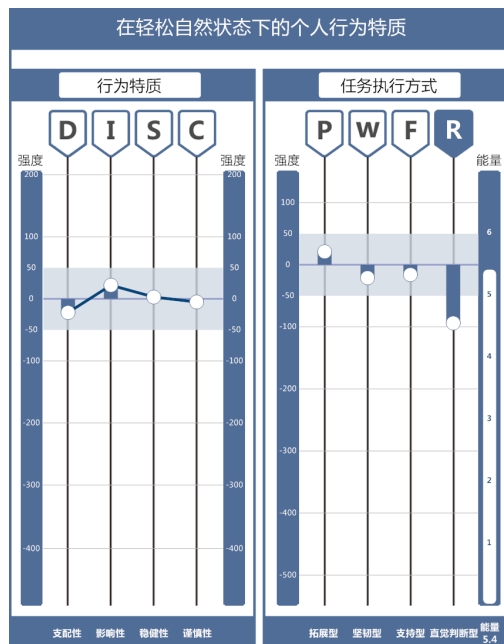 在轻松自然状态下的个人行为特质
行为特质
D I S C
强度 强度
200 200
100 100
50 50
0 0
-50 -50
-100 -100
-200 -200
-300 -300
-400 -400
支配性 影响性 稳健性 谨慎性
任务执行方式
P W F R
强度 能量
100
50
0
-50
-100
-200
-300
-400
-500
6
5
4
3
2
1
拓展型 坚韧型 支持型 直觉判断型 能量
5.4